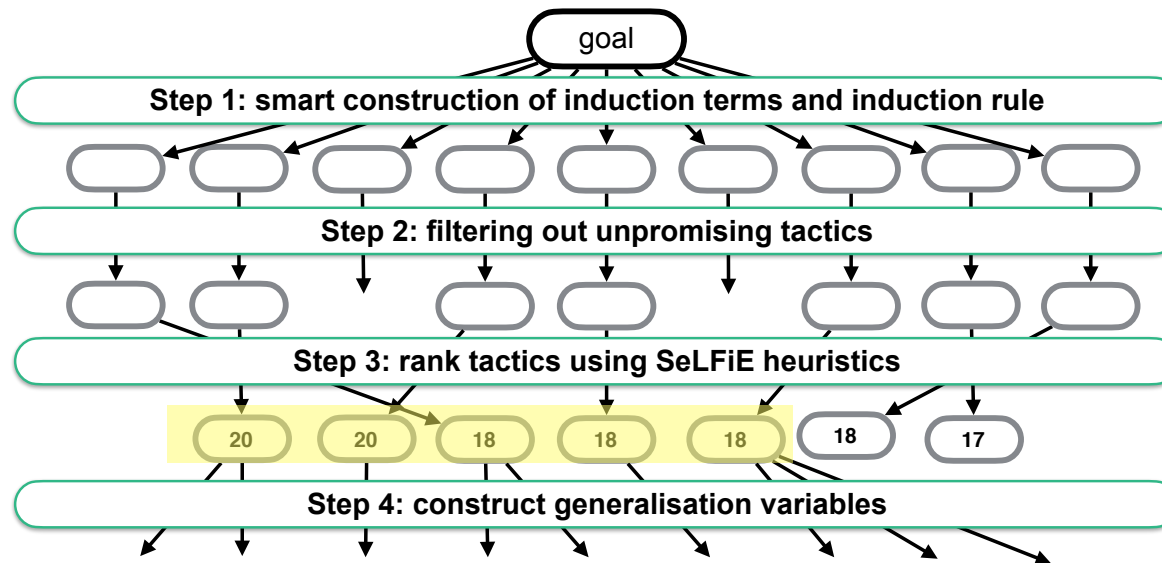 goal
Step 1: smart construction of induction terms and induction rule
Step 2: filtering out unpromising tactics
Step 3: rank tactics using SeLFiE heuristics
20 20 18 18 18 18 17
Step 4: construct generalisation variables